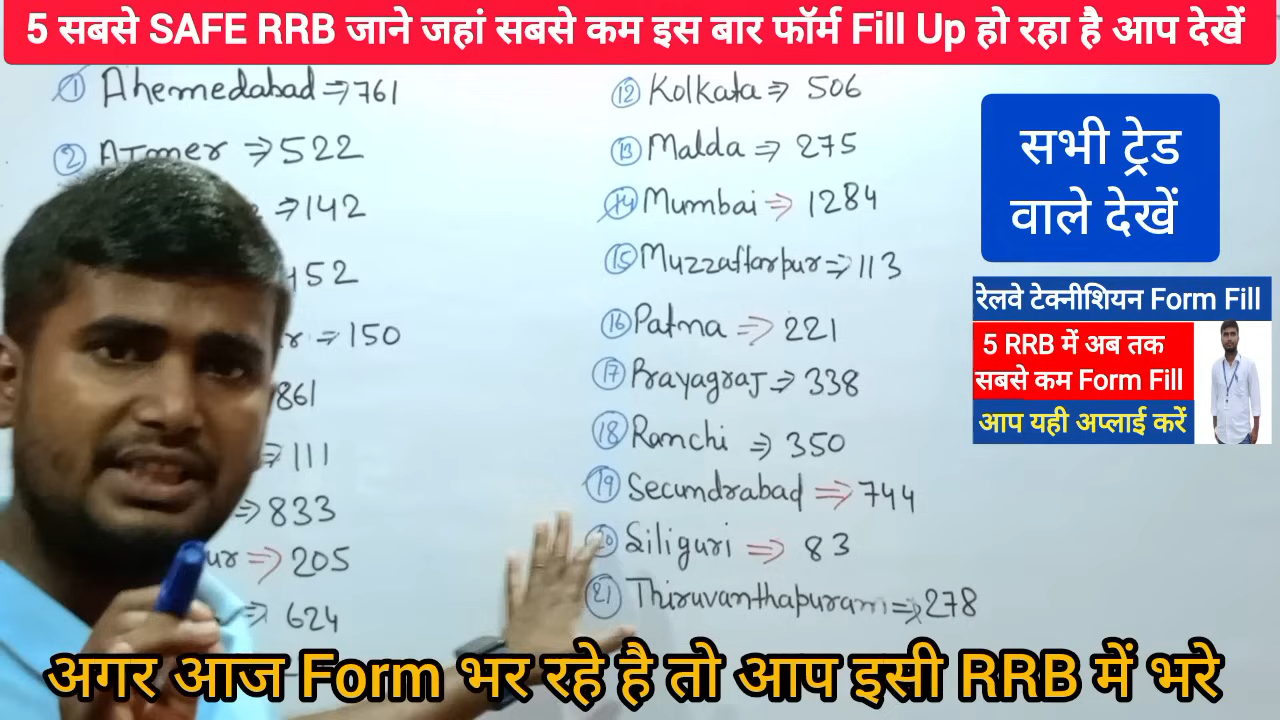 5 सबसे SAFE RRB जाने जहां सबसे कम इस बार फॉर्म Fill Up हो रहा है आप देखें
① Ahemedabad ⇒ 761
② AJmer ⇒ 522
⇒ 142
152
r ⇒ 150
861
⇒ 111
⇒ 833
ur ⇒ 205
⇒ 624
⑫ Kolkata ⇒ 506
⑬ Malda ⇒ 275
⑭ Mumbai ⇒ 1284
⑮ Muzzaffarpur ⇒ 113
⑯ Patna ⇒ 221
⑰ PrayagraJ ⇒ 338
⑱ Ranchi ⇒ 350
⑲ Secundrabad ⇒ 744
⑳ Siliguri ⇒ 83
㉑ Thiruvanthapuram ⇒ 278
सभी ट्रेड
वाले देखें
रेलवे टेक्नीशियन Form Fill
5 RRB में अब तक
सबसे कम Form Fill
आप यही अप्लाई करें
अगर आज Form भर रहे है तो आप इसी RRB में भरे